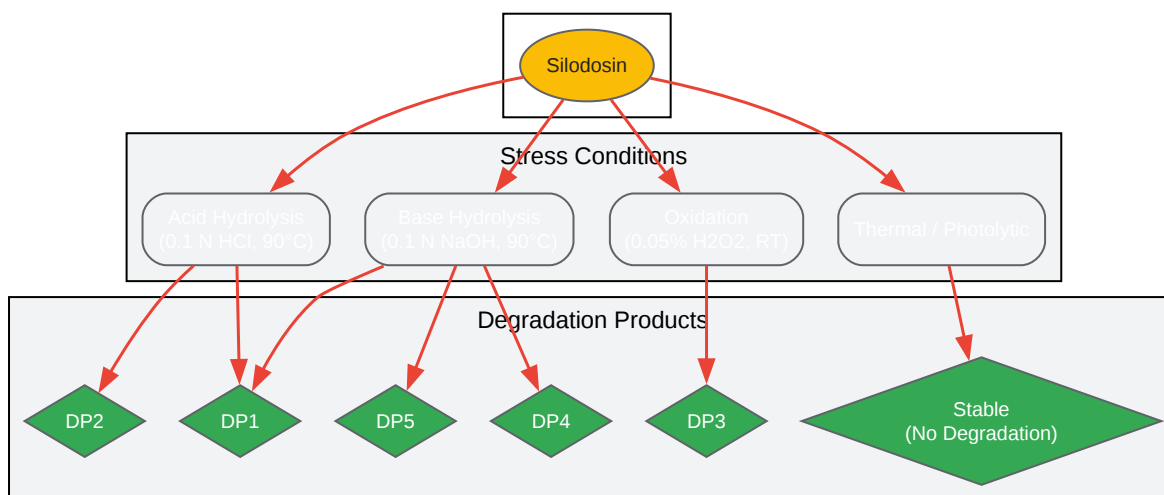 Silodosin
Stress Conditions
Acid Hydrolysis
(0.1 N HCl, 90°C)
Base Hydrolysis
(0.1 N NaOH, 90°C)
Oxidation
(0.05% H2O2, RT)
Thermal / Photolytic
Degradation Products
DP2
DP1
DP5
DP4
DP3
Stable
(No Degradation)